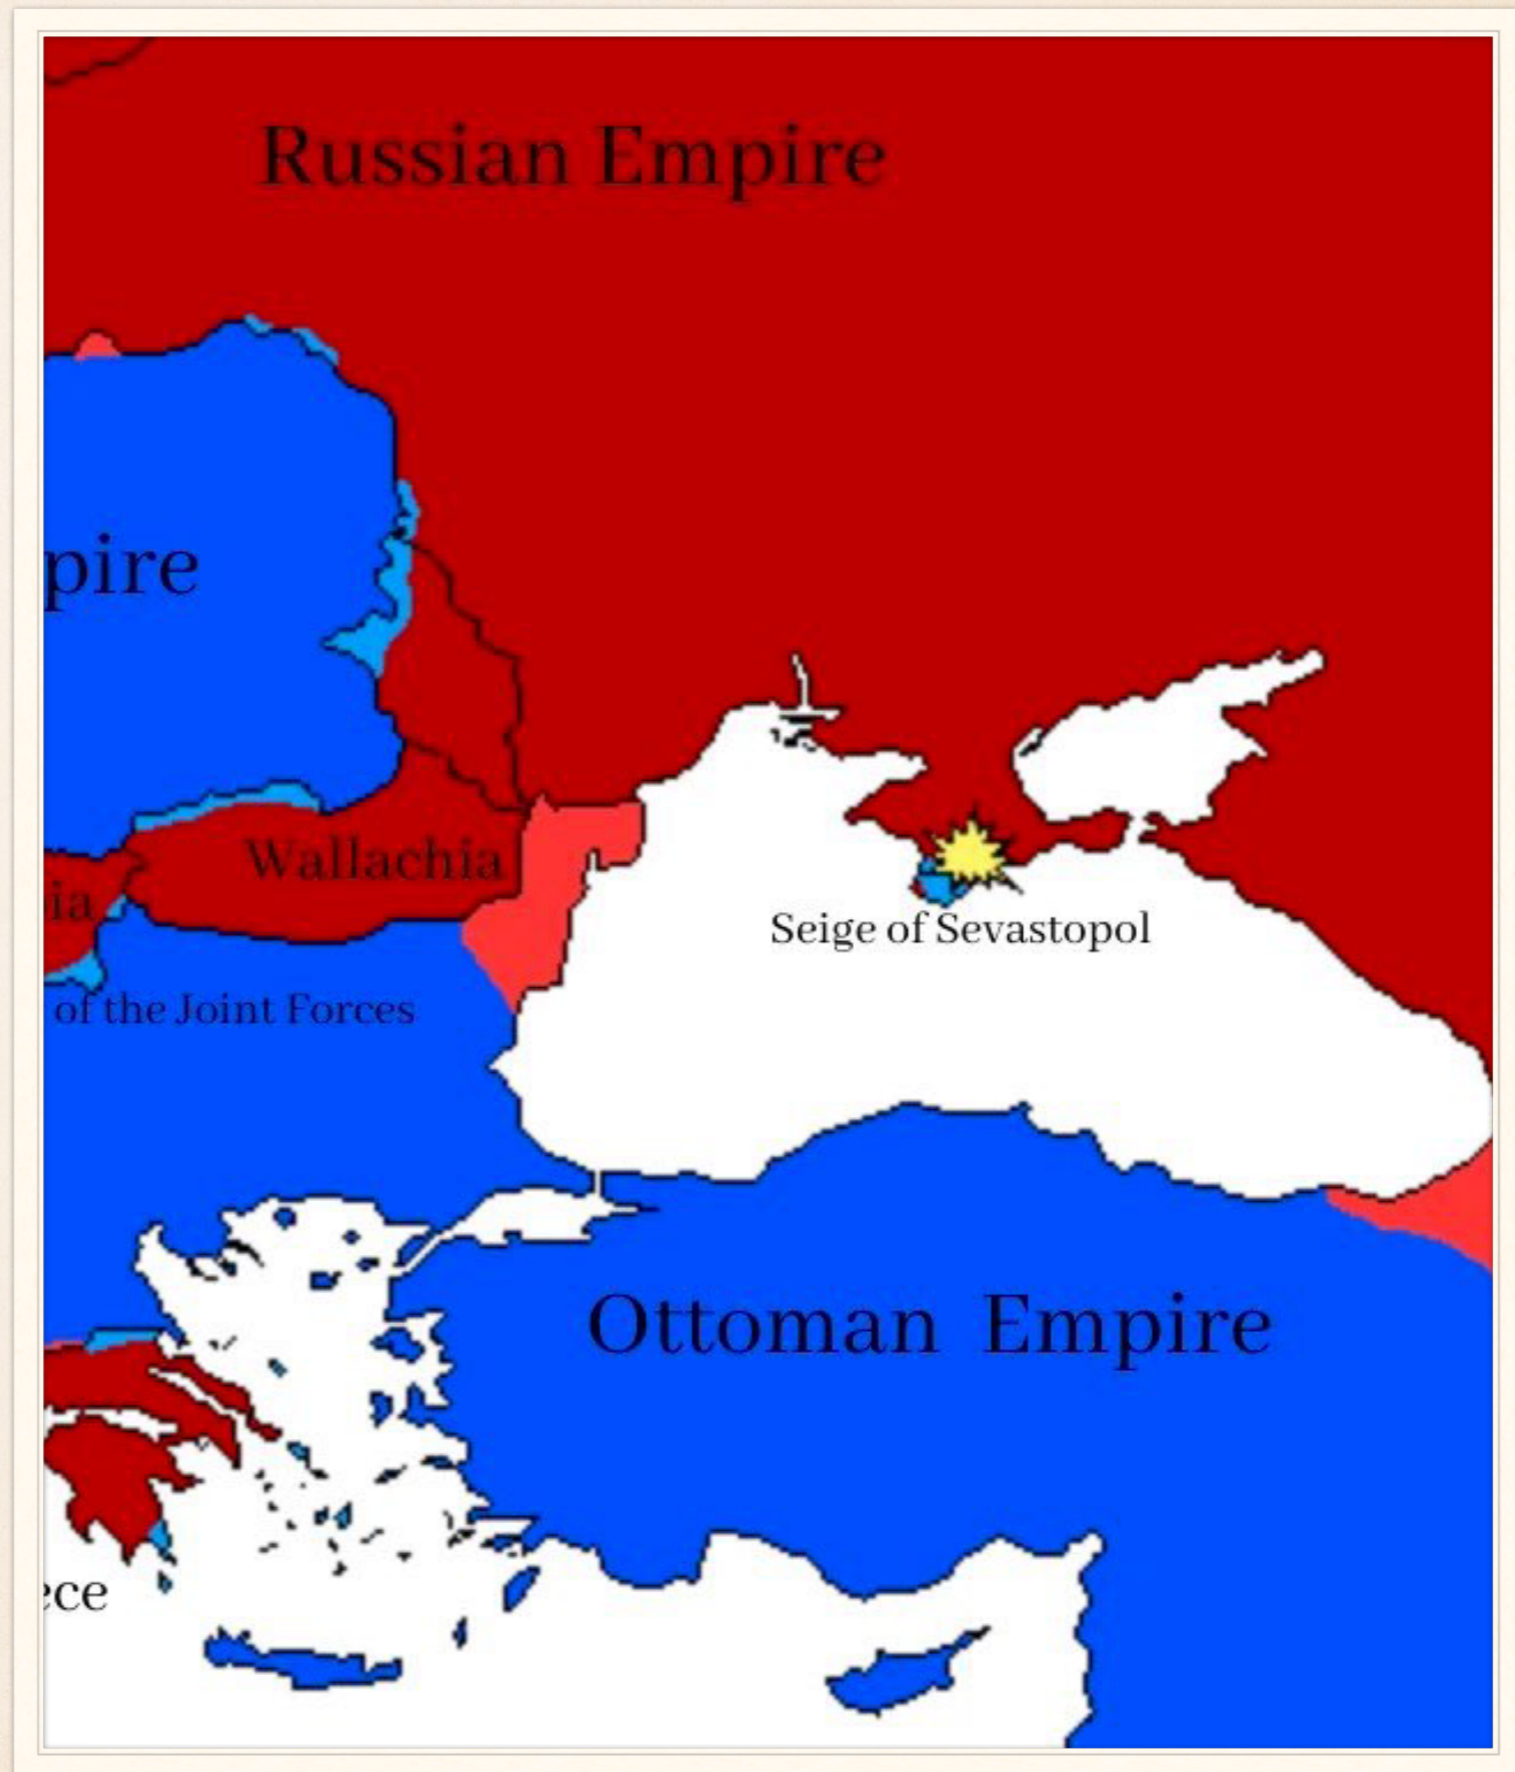 Russian Empire
pire
Wallachia
ia
Seige of Sevastopol
of the Joint Forces
Ottoman Empire
ece